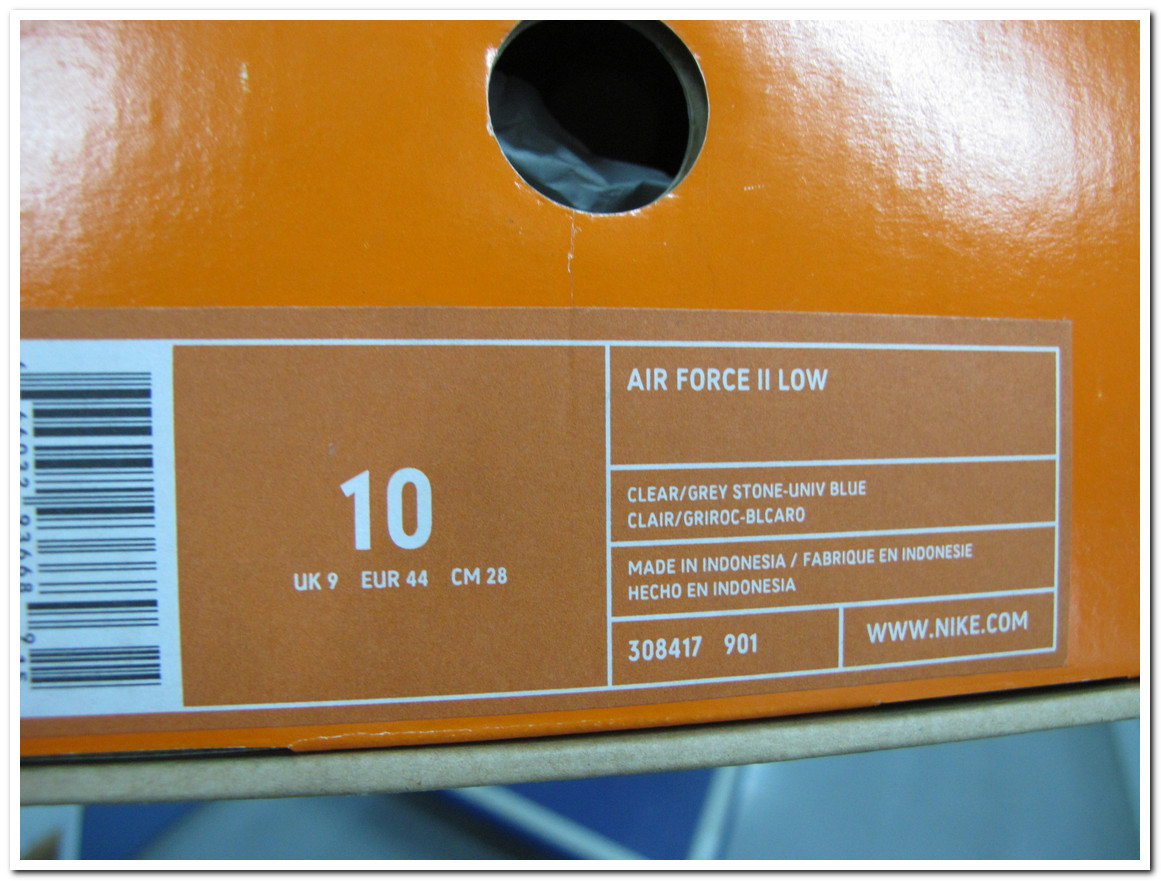 AIR FORCE II LOW
10
UK 9 EUR 44 CM 28
CLEAR/GREY STONE-UNIV BLUE
CLAIR/GRIROC-BLCARO
MADE IN INDONESIA / FABRIQUE EN INDONESIE
HECHO EN INDONESIA
308417 901
WWW.NIKE.COM